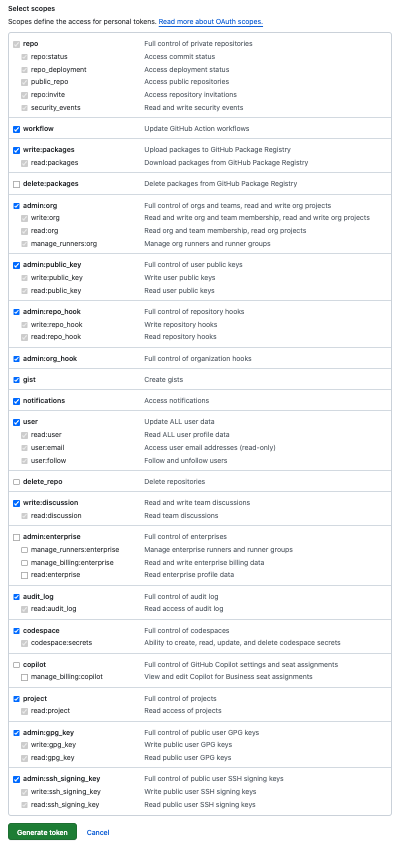 Select scopes
Scopes define the access for personal tokens. Read more about OAuth scopes.
repo Full control of private repositories
repo:status Access commit status
repo_deployment Access deployment status
public_repo Access public repositories
repo:invite Access repository invitations
security_events Read and write security events
workflow Update GitHub Action workflows
write:packages Upload packages to GitHub Package Registry
read:packages Download packages from GitHub Package Registry
delete:packages Delete packages from GitHub Package Registry
admin:org Full control of orgs and teams, read and write org projects
write:org Read and write org and team membership, read and write org projects
read:org Read org and team membership, read org projects
manage_runners:org Manage org runners and runner groups
admin:public_key Full control of user public keys
write:public_key Write user public keys
read:public_key Read user public keys
admin:repo_hook Full control of repository hooks
write:repo_hook Write repository hooks
read:repo_hook Read repository hooks
admin:org_hook Full control of organization hooks
gist Create gists
notifications Access notifications
user Update ALL user data
read:user Read ALL user profile data
user:email Access user email addresses (read-only)
user:follow Follow and unfollow users
delete_repo Delete repositories
write:discussion Read and write team discussions
read:discussion Read team discussions
admin:enterprise Full control of enterprises
manage_runners:enterprise Manage enterprise runners and runner groups
manage_billing:enterprise Read and write enterprise billing data
read:enterprise Read enterprise profile data
audit_log Full control of audit log
read:audit_log Read access of audit log
codespace Full control of codespaces
codespace:secrets Ability to create, read, update, and delete codespace secrets
copilot Full control of GitHub Copilot settings and seat assignments
manage_billing:copilot View and edit Copilot for Business seat assignments
project Full control of projects
read:project Read access of projects
admin:gpg_key Full control of public user GPG keys
write:gpg_key Write public user GPG keys
read:gpg_key Read public user GPG keys
admin:ssh_signing_key Full control of public user SSH signing keys
write:ssh_signing_key Write public user SSH signing keys
read:ssh_signing_key Read public user SSH signing keys
Generate token Cancel